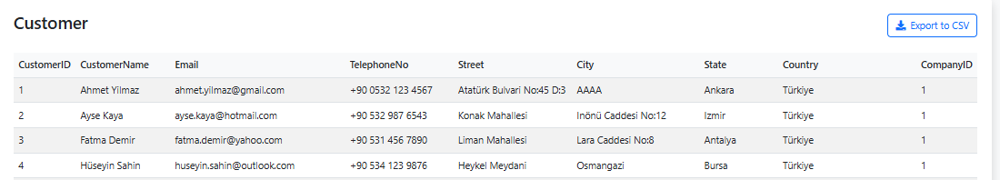 Customer
Export to CSV
CustomerID CustomerName Email TelephoneNo Street City State Country CompanyID
1 Ahmet Yilmaz ahmet.yilmaz@gmail.com +90 0532 123 4567 Atatürk Bulvari No:45 D:3 AAAA Ankara Türkiye 1
2 Ayse Kaya ayse.kaya@hotmail.com +90 532 987 6543 Konak Mahallesi Inönü Caddesi No:12 Izmir Türkiye 1
3 Fatma Demir fatma.demir@yahoo.com +90 531 456 7890 Liman Mahallesi Lara Caddesi No:8 Antalya Türkiye 1
4 Hüseyin Sahin huseyin.sahin@outlook.com +90 534 123 9876 Heykel Meydani Osmangazi Bursa Türkiye 1